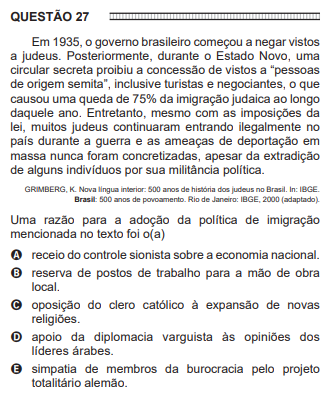 QUESTÃO 27
Em 1935, o governo brasileiro começou a negar vistos
a judeus. Posteriormente, durante o Estado Novo, uma
circular secreta proibiu a concessão de vistos a “pessoas
de origem semita”, inclusive turistas e negociantes, o que
causou uma queda de 75% da imigração judaica ao longo
daquele ano. Entretanto, mesmo com as imposições da
lei, muitos judeus continuaram entrando ilegalmente no
país durante a guerra e as ameaças de deportação em
massa nunca foram concretizadas, apesar da extradição
de alguns indivíduos por sua militância política.
GRIMBERG, K. Nova língua interior: 500 anos de história dos judeus no Brasil. In: IBGE.
Brasil: 500 anos de povoamento. Rio de Janeiro: IBGE, 2000 (adaptado).
Uma razão para a adoção da política de imigração
mencionada no texto foi o(a)
A receio do controle sionista sobre a economia nacional.
B reserva de postos de trabalho para a mão de obra
local.
C oposição do clero católico à expansão de novas
religiões.
D apoio da diplomacia varguista às opiniões dos
líderes árabes.
E simpatia de membros da burocracia pelo projeto
totalitário alemão.